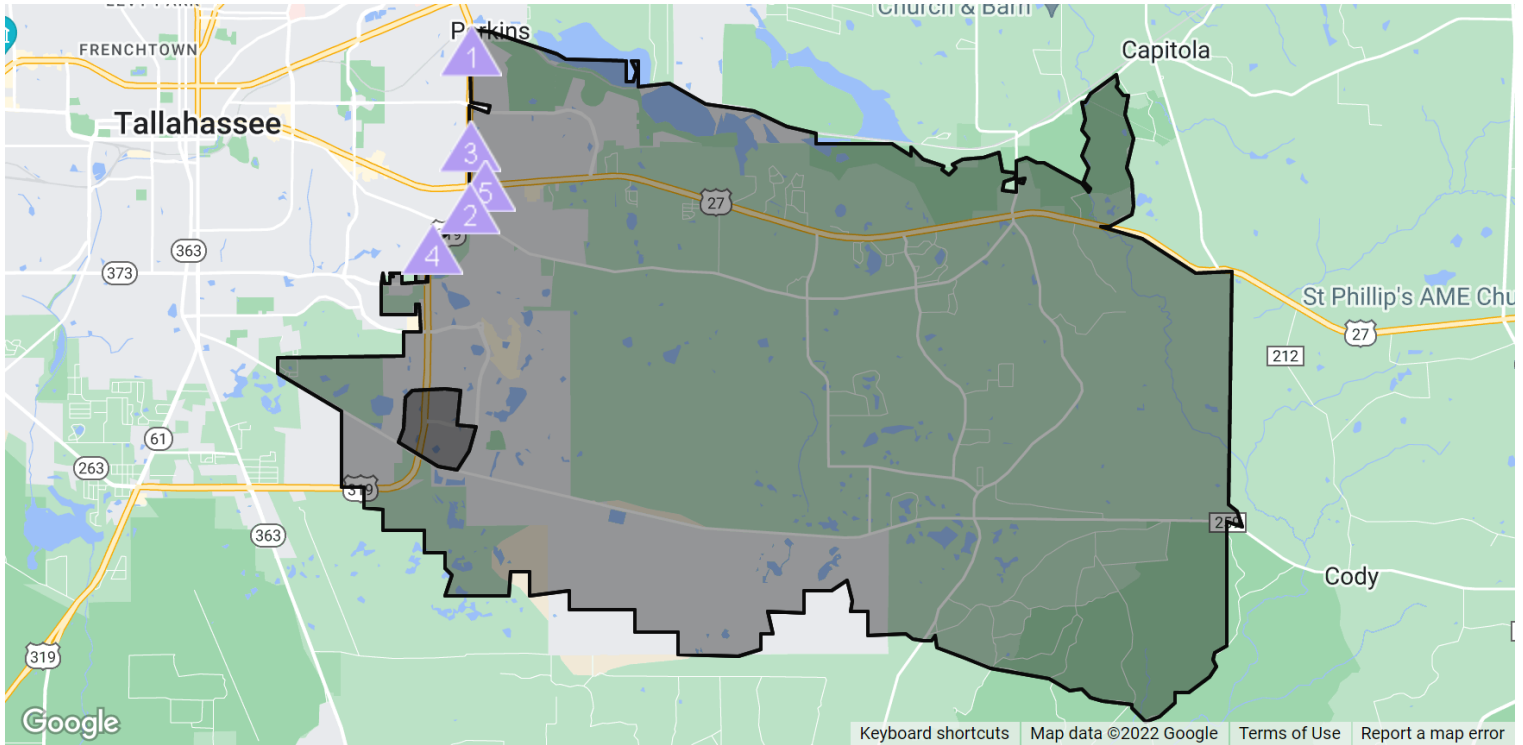 Church & Barn
Perkins
1
Capitola
FRENCHTOWN
Tallahassee
3
5
27
2
4
363
373
St Phillip's AME Chu
27
212
61
263
319
259
363
Cody
319
Google
Keyboard shortcuts
Map data ©2022 Google
Terms of Use
Report a map error